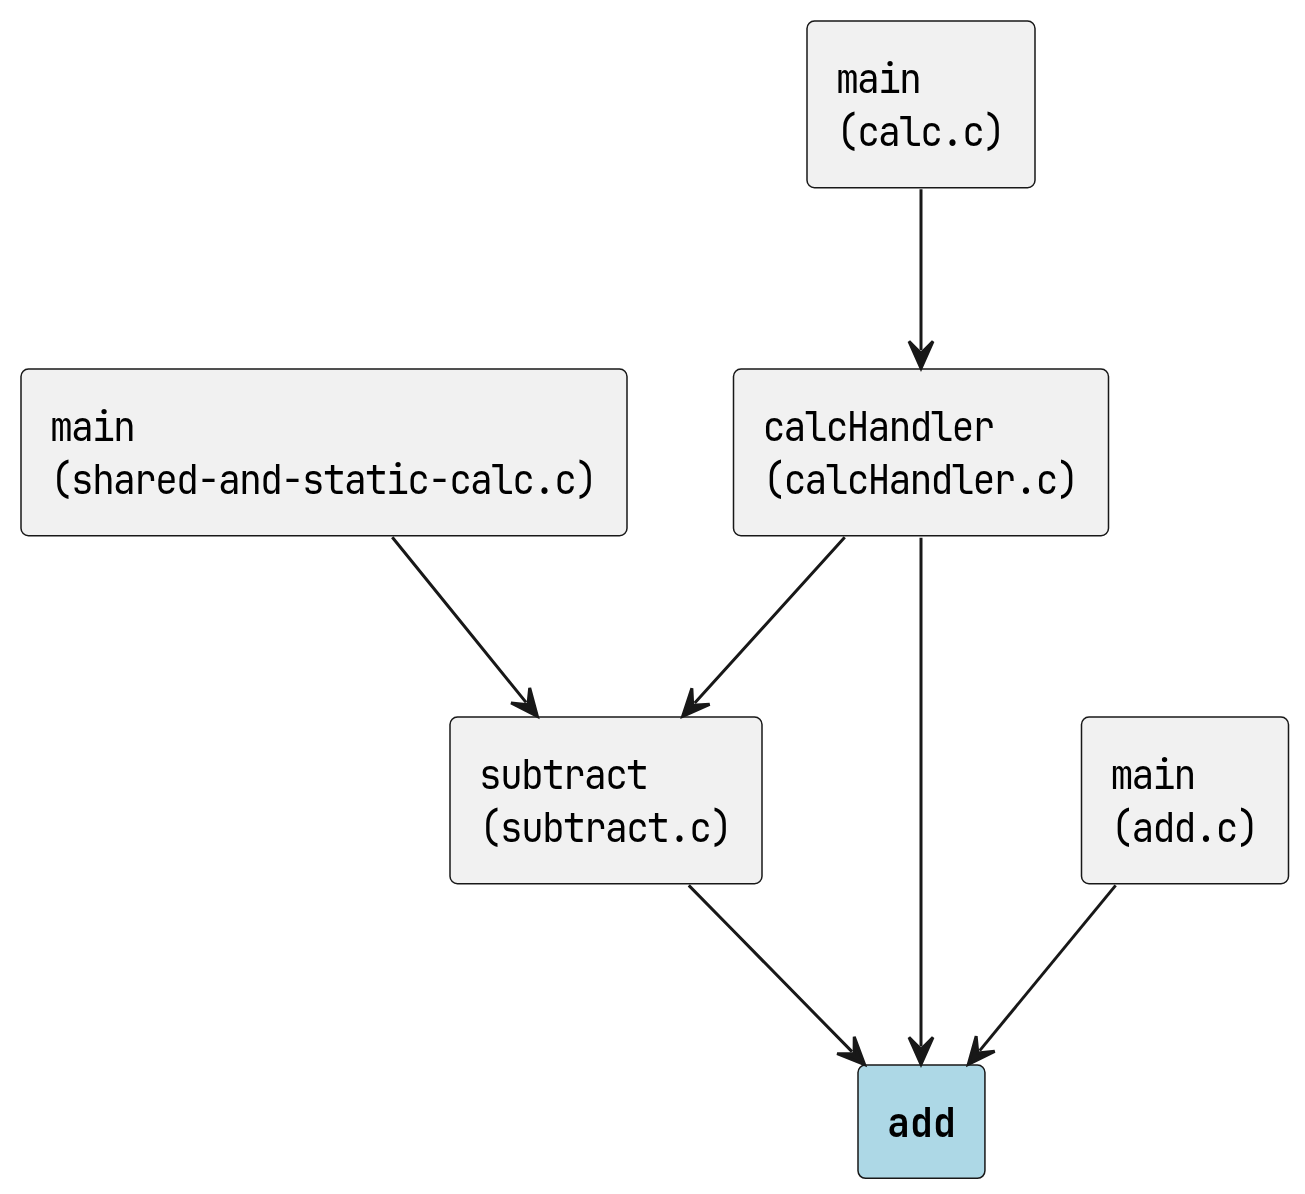 main
(calc.c)
main
(shared-and-static-calc.c)
calcHandler
(calcHandler.c)
subtract
(subtract.c)
main
(add.c)
add